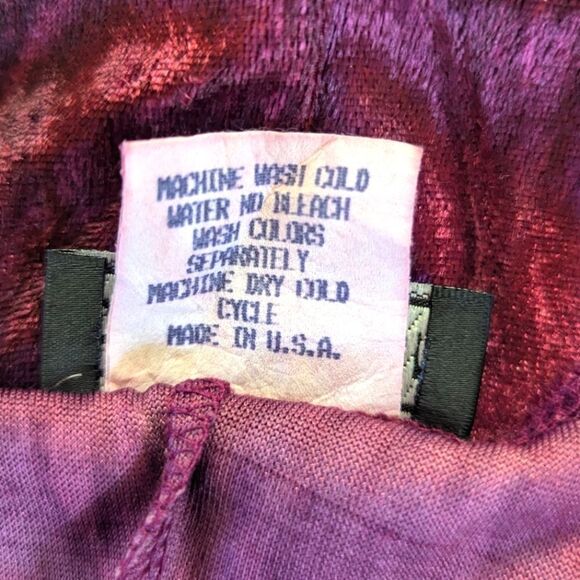 MACHINE WASH COLD
WATER NO BLEACH
WASH COLORS
SEPARATELY
MACHINE DRY COLD
CYCLE
MADE IN U.S.A.